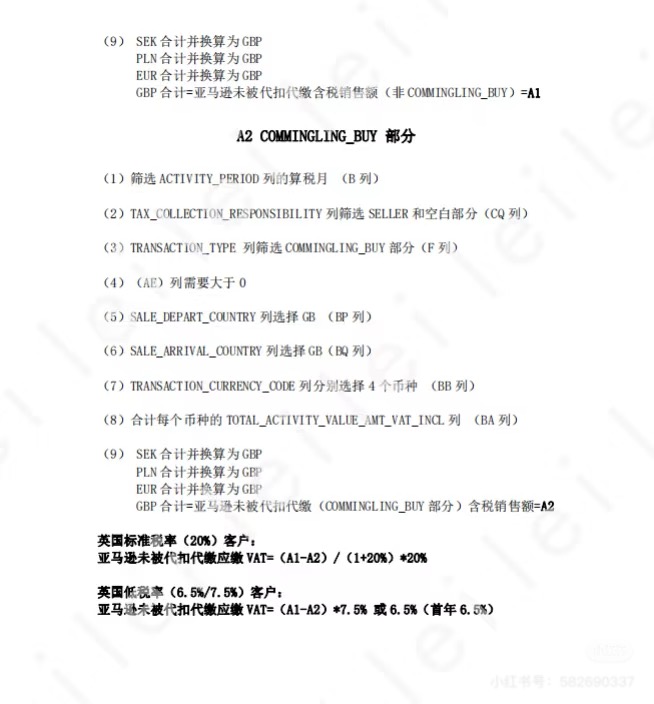 （9） SEK 合计并换算为 GBP
PLN 合计并换算为 GBP
EUR 合计并换算为 GBP
GBP 合计=亚马逊未被代扣代缴含税销售额（非 COMMINGLING_BUY）=A1
A2 COMMINGLING_BUY 部分
（1）筛选 ACTIVITY_PERIOD 列的算税月 （B 列）
（2）TAX_COLLECTION_RESPONSIBILITY 列筛选 SELLER 和空白部分（CQ 列）
（3）TRANSACTION_TYPE 列筛选 COMMINGLING_BUY 部分（F 列）
（4）（AE）列需要大于 0
（5）SALE_DEPART_COUNTRY 列选择 GB （BP 列）
（6）SALE_ARRIVAL_COUNTRY 列选择 GB（BQ 列）
（7）TRANSACTION_CURRENCY_CODE 列分别选择 4 个币种 （BB 列）
（8）合计每个币种的 TOTAL_ACTIVITY_VALUE_AMT_VAT_INCL 列 （BA 列）
（9） SEK 合计并换算为 GBP
PLN 合计并换算为 GBP
EUR 合计并换算为 GBP
GBP 合计=亚马逊未被代扣代缴（COMMINGLING_BUY 部分）含税销售额=A2
英国标准税率（20%）客户：
亚马逊未被代扣代缴应缴 VAT=（A1-A2）/（1+20%）*20%
英国低税率（6.5%/7.5%）客户：
亚马逊未被代扣代缴应缴 VAT=（A1-A2）*7.5% 或 6.5%（首年 6.5%）
小红书
小红书号：582690337
leilei